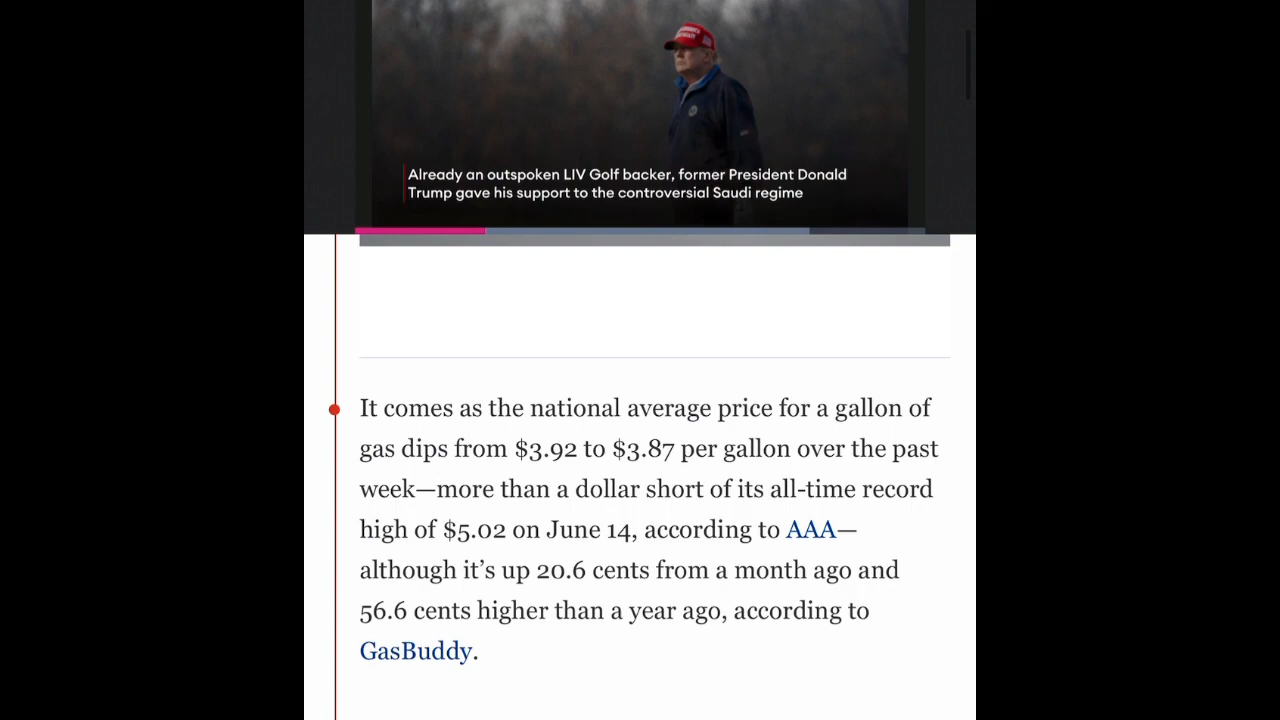 Already an outspoken LIV Golf backer, former President Donald
Trump gave his support to the controversial Saudi regime
It comes as the national average price for a gallon of
gas dips from $3.92 to $3.87 per gallon over the past
week—more than a dollar short of its all-time record
high of $5.02 on June 14, according to AAA—
although it’s up 20.6 cents from a month ago and
56.6 cents higher than a year ago, according to
GasBuddy.